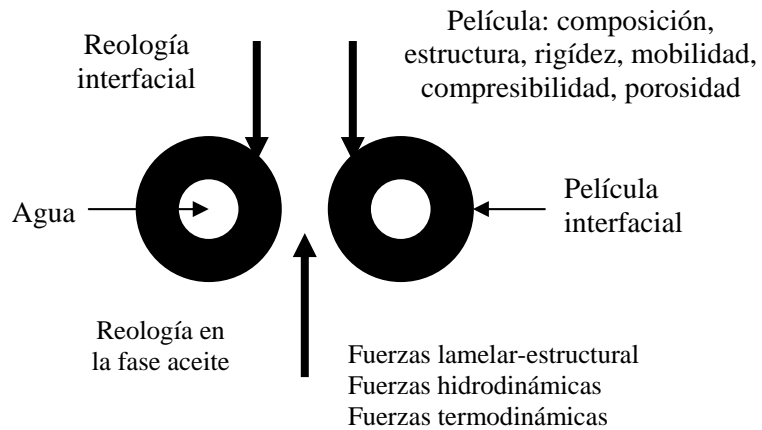 Reología
interfacial
Película: composición,
estructura, rigídez, mobilidad,
compresibilidad, porosidad
Agua
Película
interfacial
Reología en
la fase aceite
Fuerzas lamelar-estructural
Fuerzas hidrodinámicas
Fuerzas termodinámicas